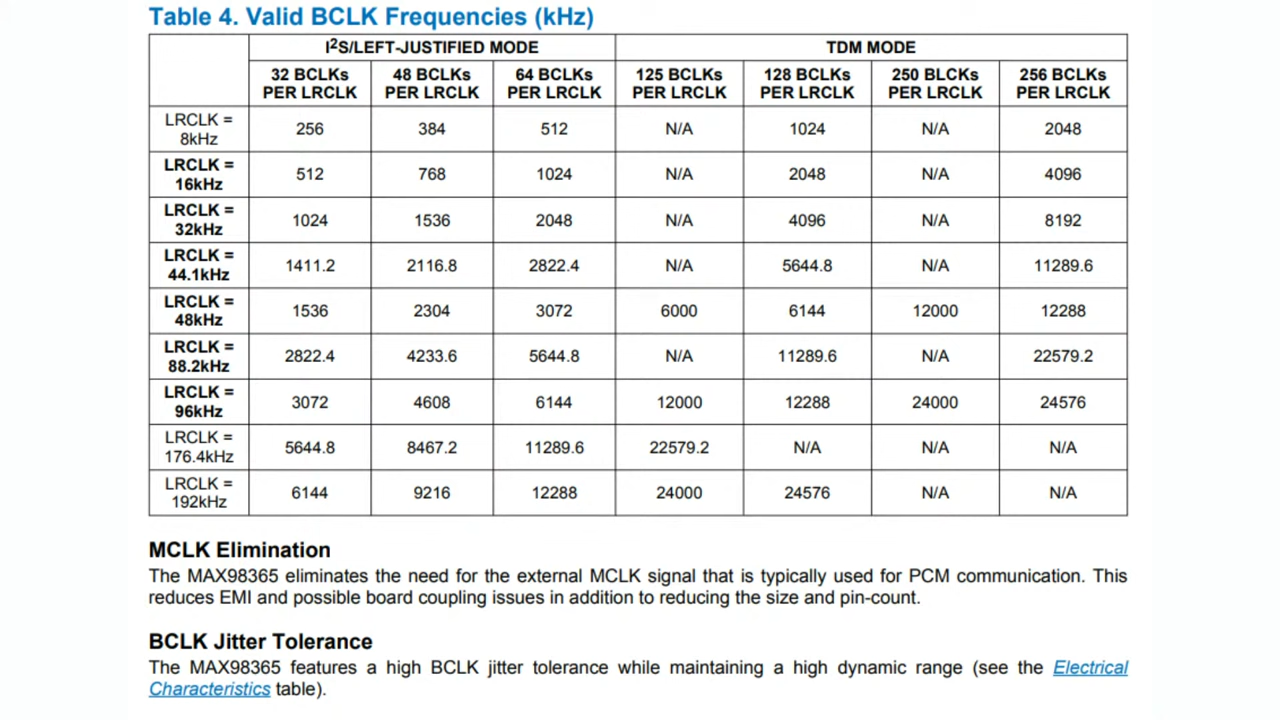 Table 4. Valid BCLK Frequencies (kHz)
I²S/LEFT-JUSTIFIED MODE TDM MODE
32 BCLKs PER LRCLK 48 BCLKs PER LRCLK 64 BCLKs PER LRCLK 125 BCLKs PER LRCLK 128 BCLKs PER LRCLK 250 BLCKs PER LRCLK 256 BCLKs PER LRCLK
LRCLK = 8kHz 256 384 512 N/A 1024 N/A 2048
LRCLK = 16kHz 512 768 1024 N/A 2048 N/A 4096
LRCLK = 32kHz 1024 1536 2048 N/A 4096 N/A 8192
LRCLK = 44.1kHz 1411.2 2116.8 2822.4 N/A 5644.8 N/A 11289.6
LRCLK = 48kHz 1536 2304 3072 6000 6144 12000 12288
LRCLK = 88.2kHz 2822.4 4233.6 5644.8 N/A 11289.6 N/A 22579.2
LRCLK = 96kHz 3072 4608 6144 12000 12288 24000 24576
LRCLK = 176.4kHz 5644.8 8467.2 11289.6 22579.2 N/A N/A N/A
LRCLK = 192kHz 6144 9216 12288 24000 24576 N/A N/A
MCLK Elimination
The MAX98365 eliminates the need for the external MCLK signal that is typically used for PCM communication. This
reduces EMI and possible board coupling issues in addition to reducing the size and pin-count.
BCLK Jitter Tolerance
The MAX98365 features a high BCLK jitter tolerance while maintaining a high dynamic range (see the Electrical
Characteristics table).